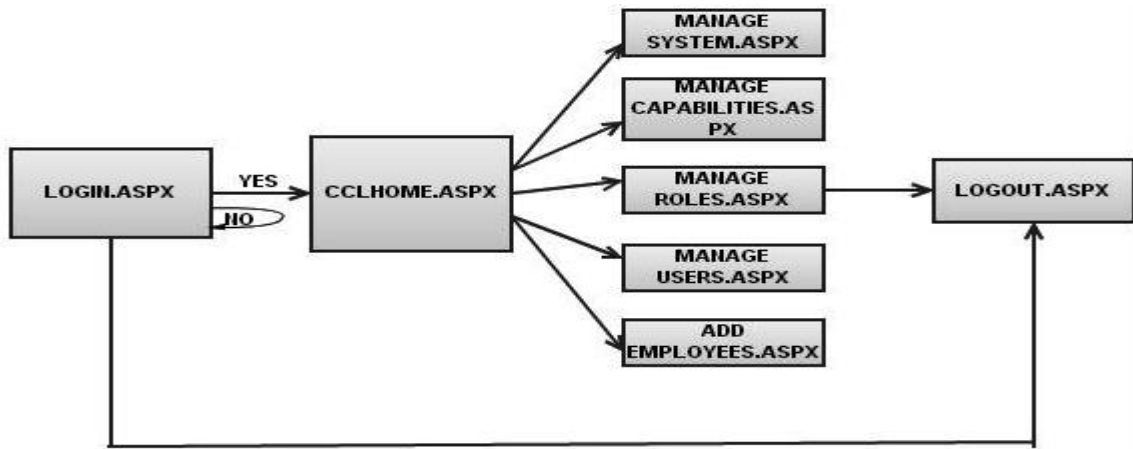 MANAGE
SYSTEM.ASPX
MANAGE
CAPABILITIES.AS
PX
LOGIN.ASPX
YES
NO
CCLHOME.ASPX
MANAGE
ROLES.ASPX
LOGOUT.ASPX
MANAGE
USERS.ASPX
ADD
EMPLOYEES.ASPX